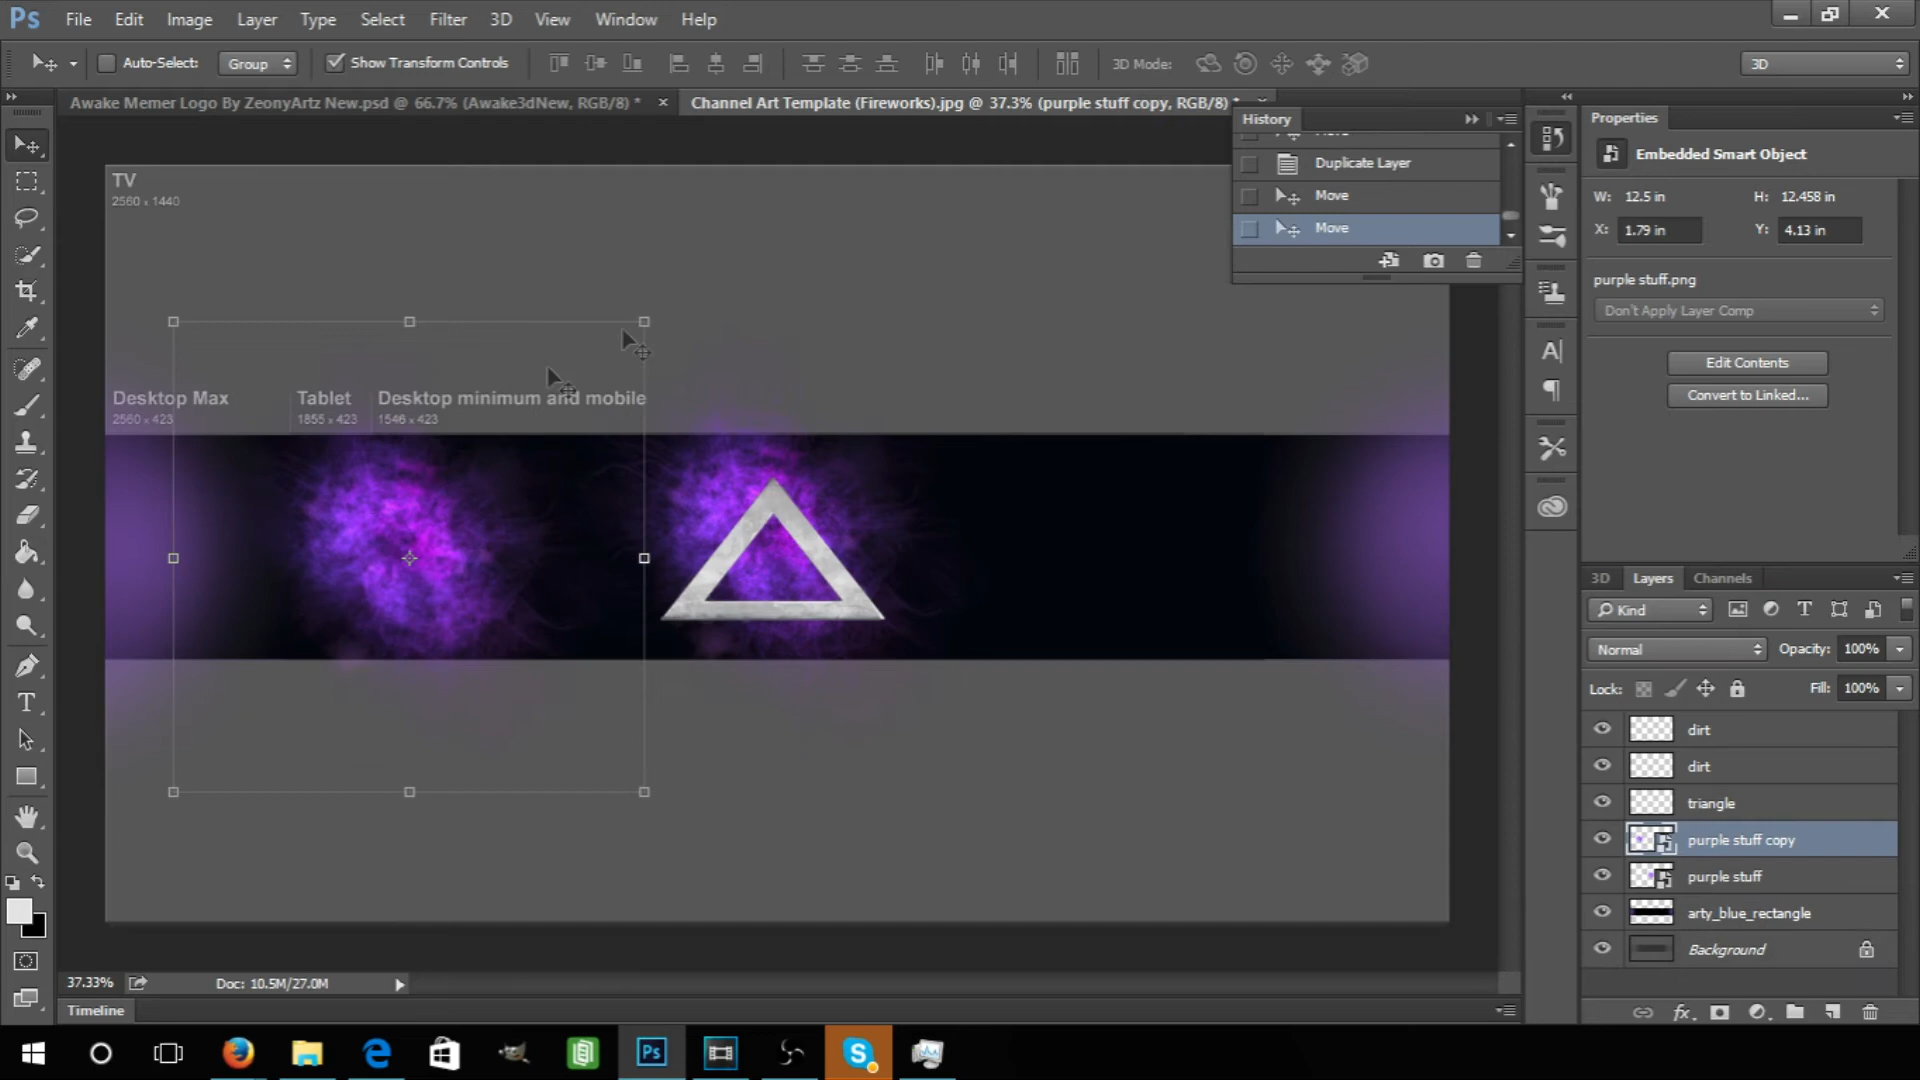 Ps File Edit Image Layer Type Select Filter 3D View Window Help
Auto-Select: Group Show Transform Controls 3D Mode: 3D
Awake Memer Logo By ZeonyArtz New.psd @ 66.7% (Awake3dNew, RGB/8) * × Channel Art Template (Fireworks).jpg @ 37.3% (purple stuff copy, RGB/8) *
History
Duplicate Layer
Move
Move
Properties
Embedded Smart Object
W: 12.5 in H: 12.458 in
X: 1.79 in Y: 4.13 in
purple stuff.png
Don't Apply Layer Comp
Edit Contents
Convert to Linked...
TV
2560 x 1440
Desktop Max Tablet Desktop minimum and mobile
2560 x 423 1855 x 423 1546 x 423
3D Layers Channels
Kind
Normal Opacity: 100%
Lock: Fill: 100%
dirt
dirt
triangle
purple stuff copy
purple stuff
arty_blue_rectangle
Background
37.33% Doc: 10.5M/27.0M
Timeline